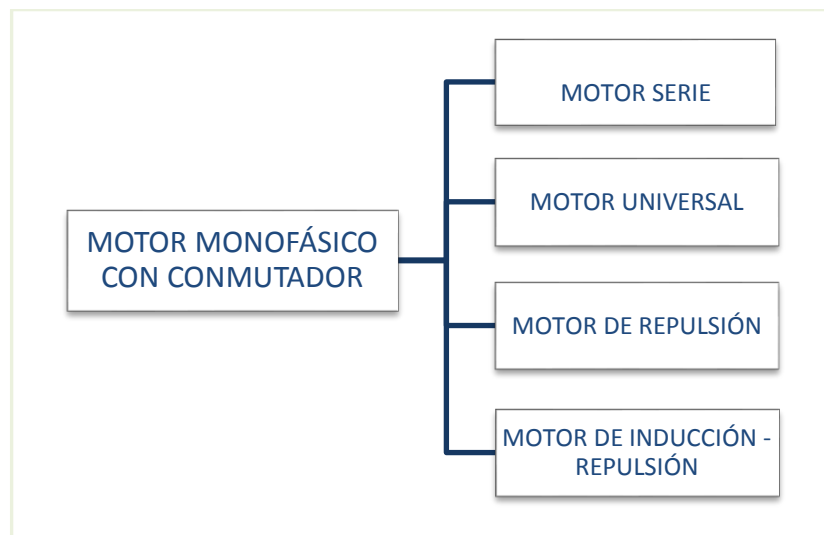 MOTOR MONOFÁSICO
CON CONMUTADOR
MOTOR SERIE
MOTOR UNIVERSAL
MOTOR DE REPULSIÓN
MOTOR DE INDUCCIÓN -
REPULSIÓN